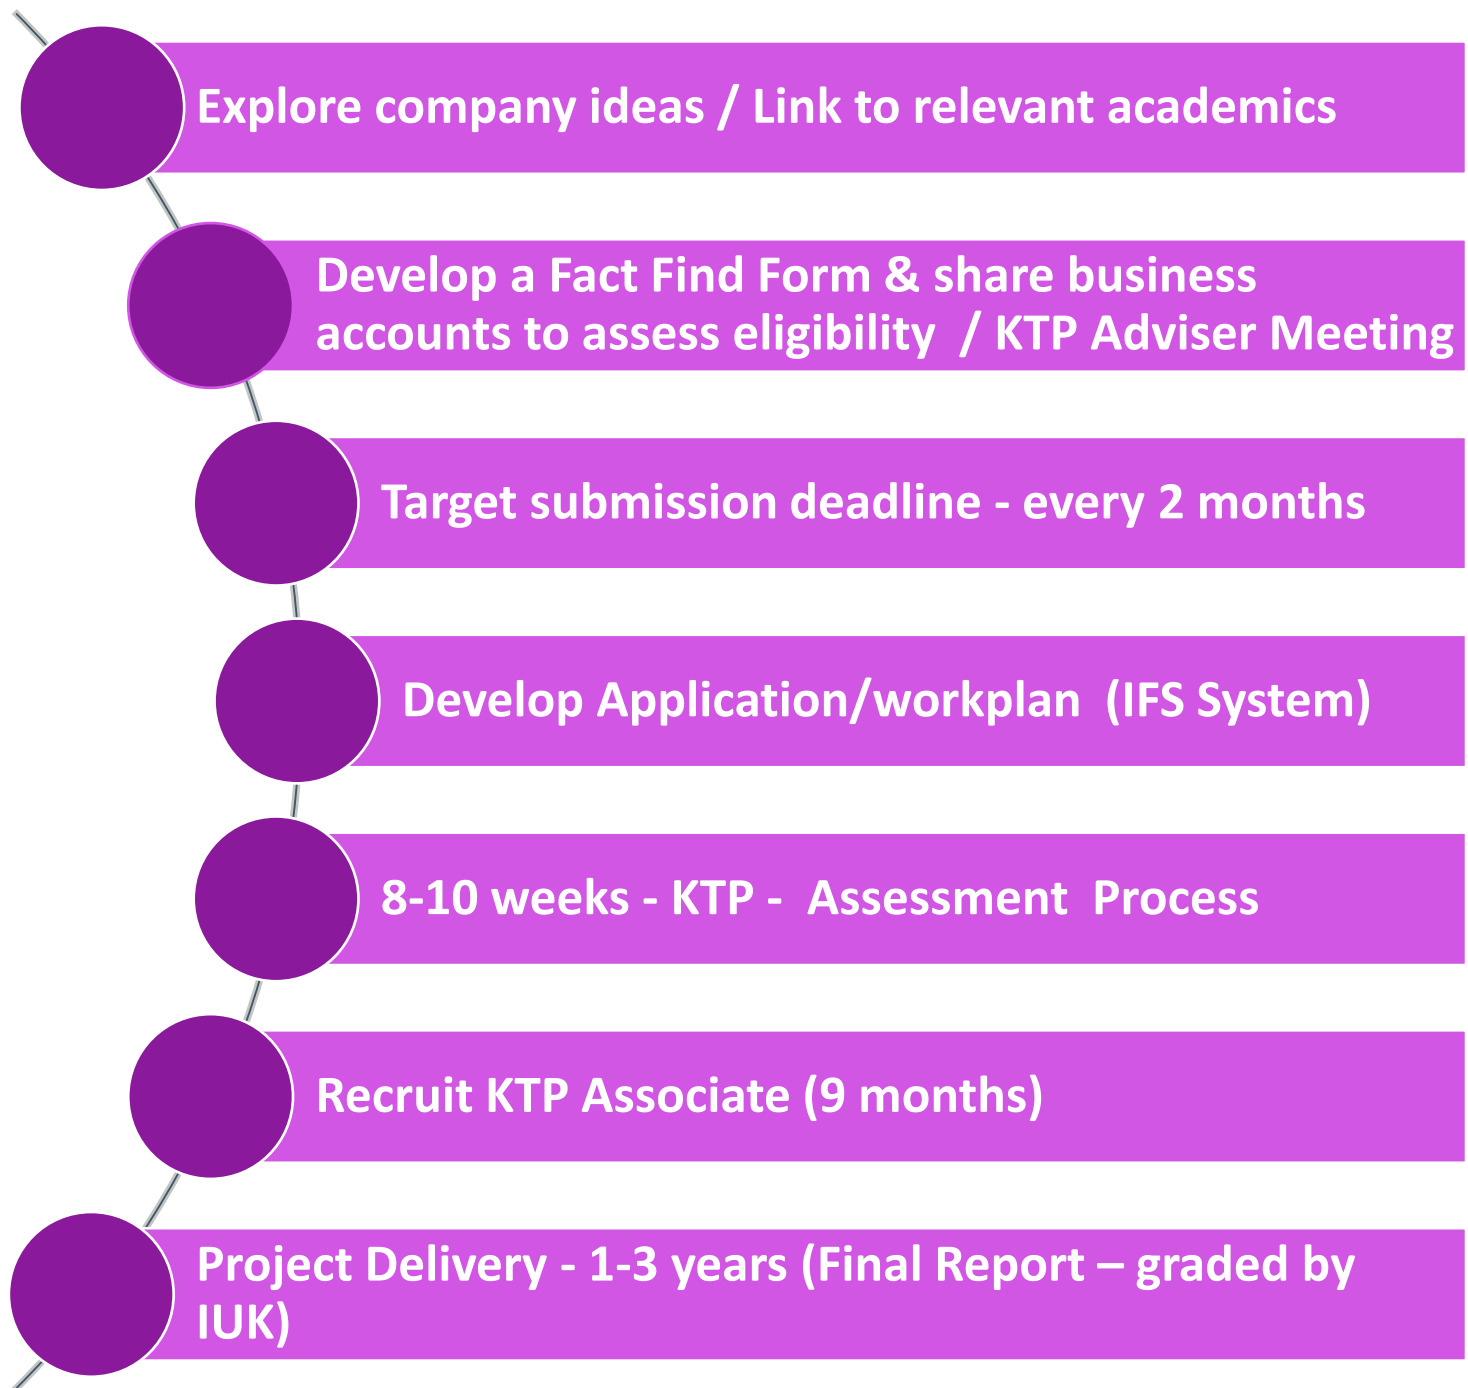 Explore company ideas / Link to relevant academics
Develop a Fact Find Form & share business
accounts to assess eligibility  / KTP Adviser Meeting
Target submission deadline - every 2 months
Develop Application/workplan  (IFS System)
8-10 weeks - KTP -  Assessment  Process
Recruit KTP Associate (9 months)
Project Delivery - 1-3 years (Final Report – graded by
IUK)